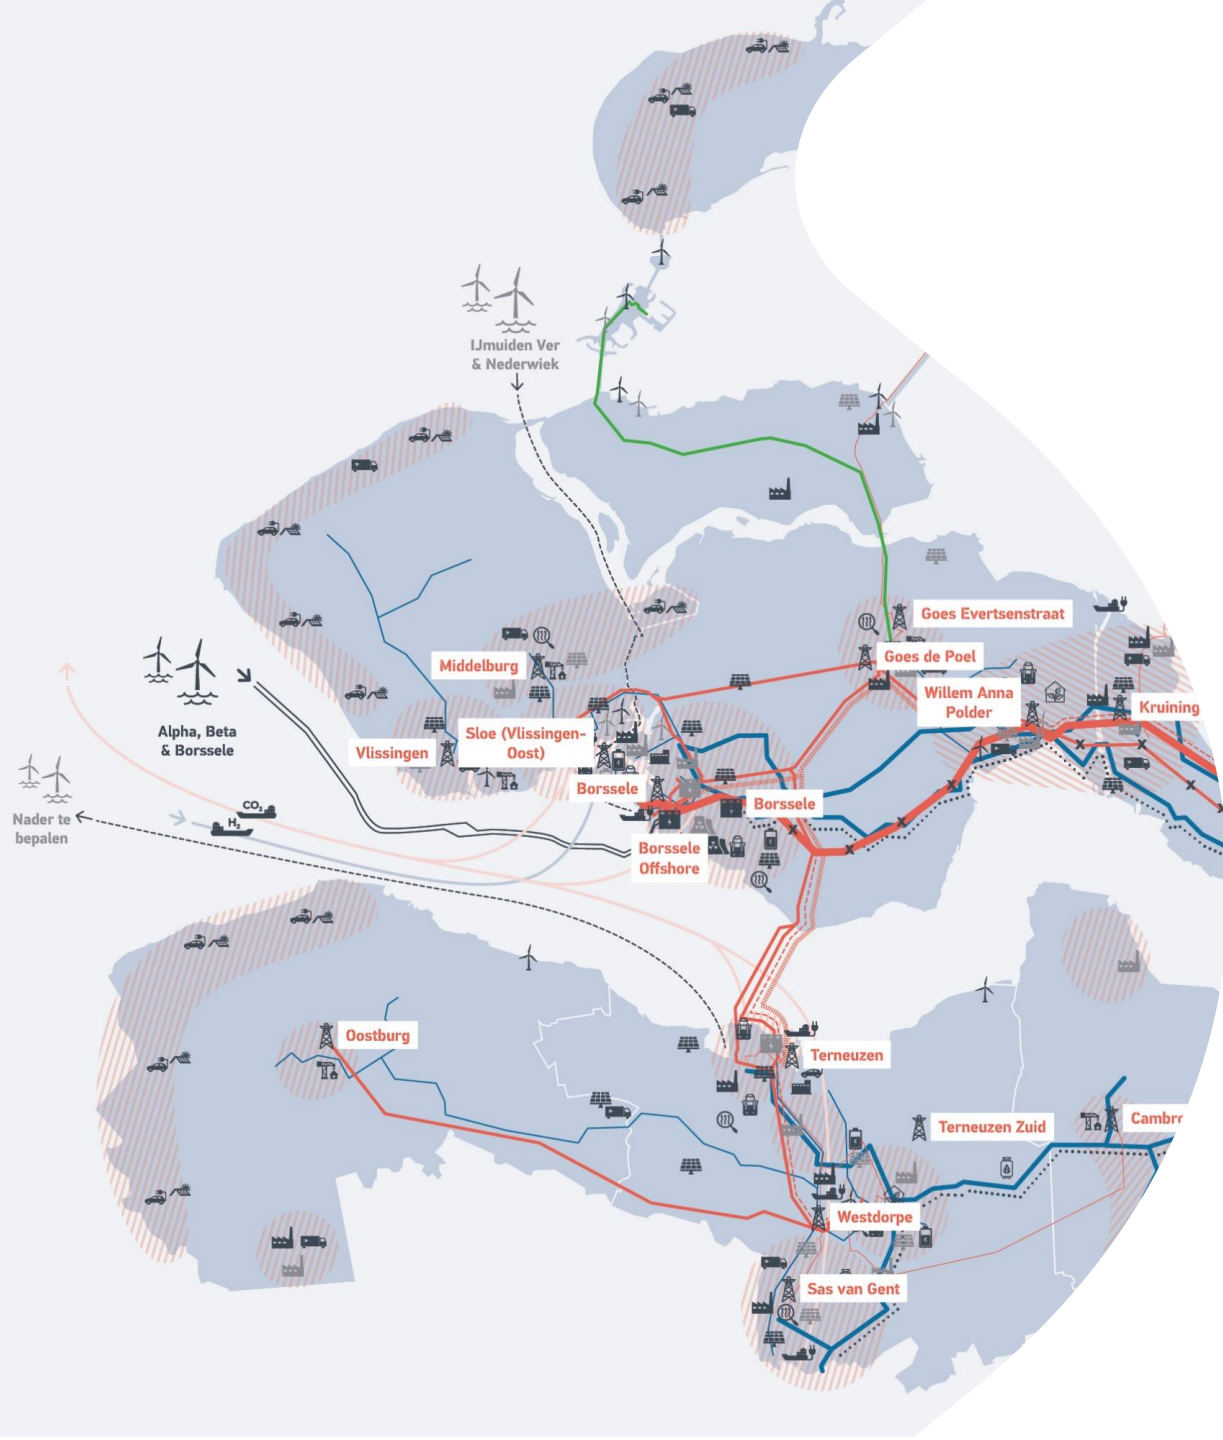 IJmuiden Ver
& Nederwiek
Goes Evertsenstraat
Goes de Poel
Middelburg
Willem Anna
Polder
Kruining
Alpha, Beta
& Borssele
Sloe (Vlissingen-
Oost)
Vlissingen
Borssele
Borssele
Nader te
bepalen
CO₂
H₂
Borssele
Offshore
Oostburg
Terneuzen
Terneuzen Zuid
Cambro
Westdorpe
Sas van Gent